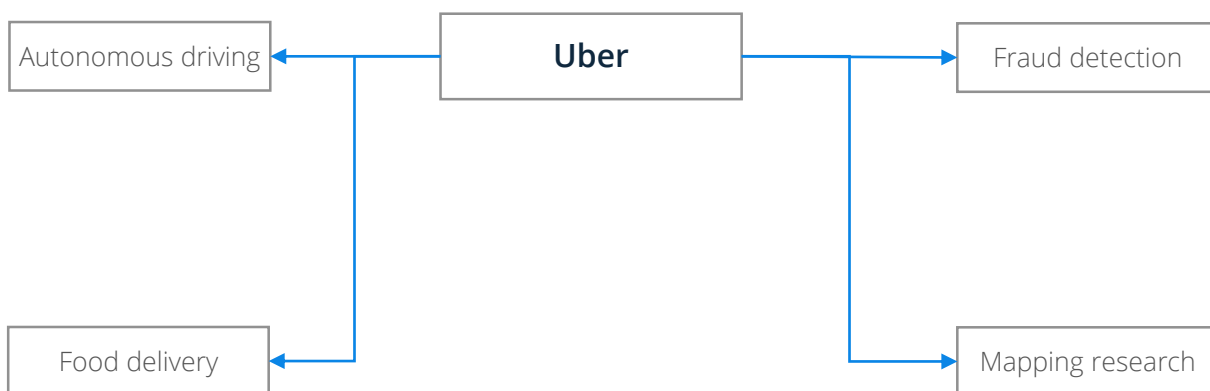 Autonomous driving
Uber
Fraud detection
Food delivery
Mapping research